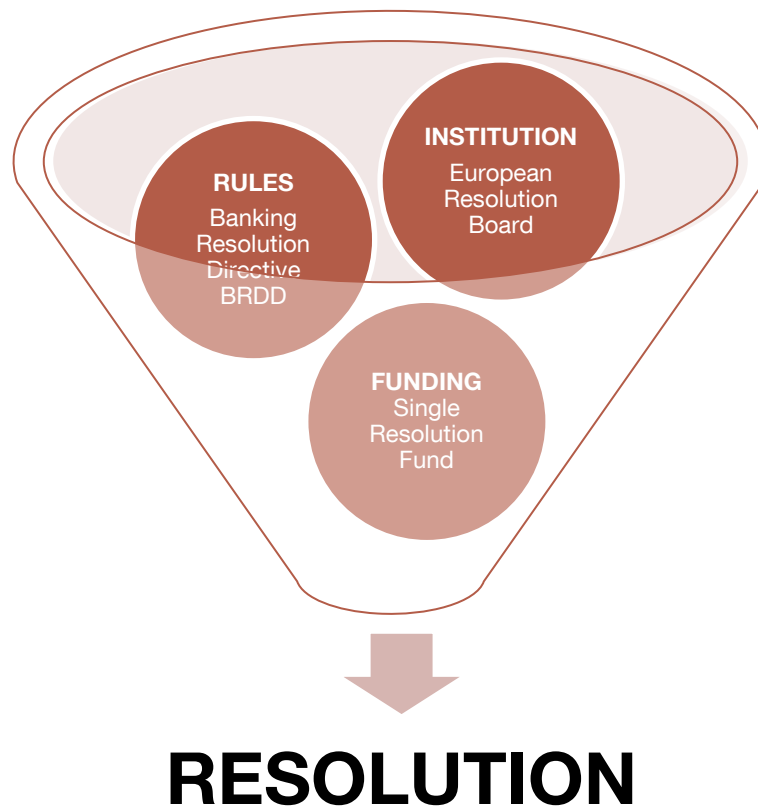 RULES
Banking
Resolution
Directive
BRDD
INSTITUTION
European
Resolution
Board
FUNDING
Single
Resolution
Fund
RESOLUTION